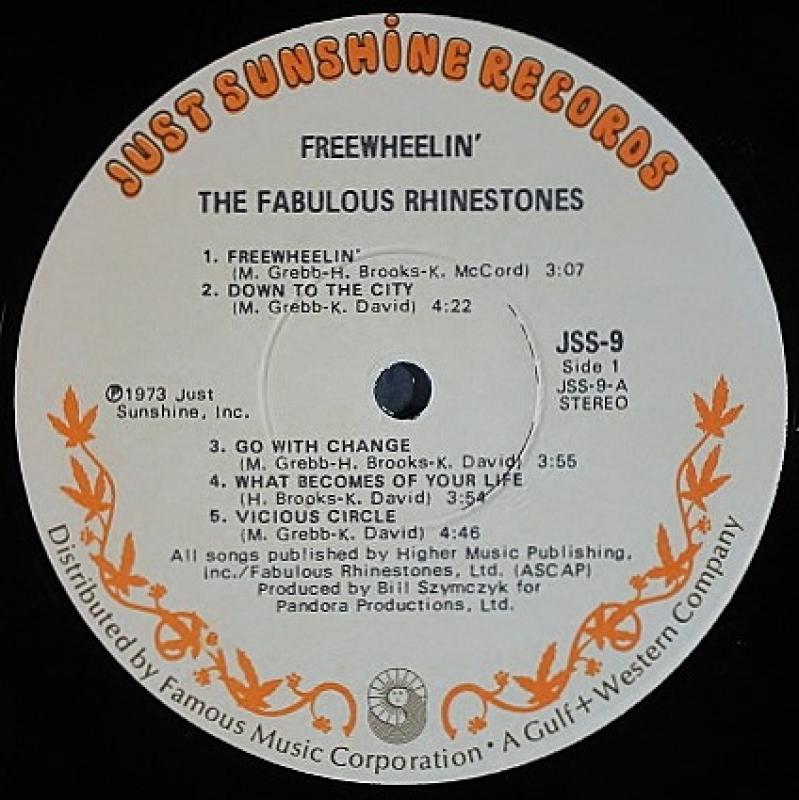 JUST SUNSHiNE RECORDS
FREEWHEELIN'
THE FABULOUS RHINESTONES
1. FREEWHEELIN'
(M. Grebb-H. Brooks-K. McCord) 3:07
2. DOWN TO THE CITY
(M. Grebb-K. David) 4:22
JSS-9
Side 1
JSS-9-A
STEREO
℗1973 Just
Sunshine, Inc.
3. GO WITH CHANGE
(M. Grebb-H. Brooks-K. David) 3:55
4. WHAT BECOMES OF YOUR LIFE
(H. Brooks-K. David) 3:54
5. VICIOUS CIRCLE
(M. Grebb-K. David) 4:46
All songs published by Higher Music Publishing,
Inc./Fabulous Rhinestones, Ltd. (ASCAP)
Produced by Bill Szymczyk for
Pandora Productions, Ltd.
Distributed by Famous Music Corporation • A Gulf+Western Company